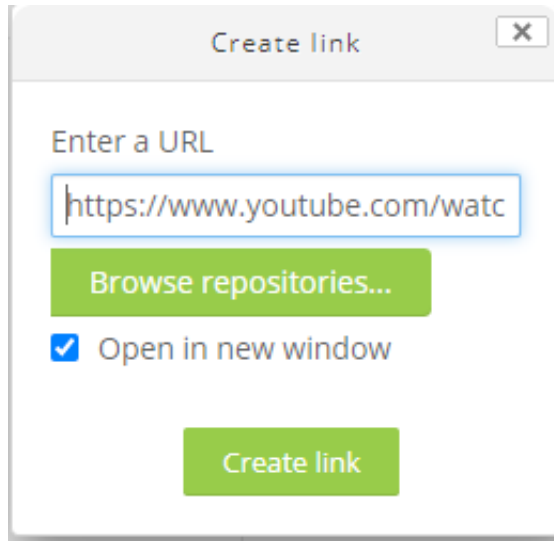 Create link
Enter a URL
https://www.youtube.com/watc
Browse repositories...
Open in new window
Create link